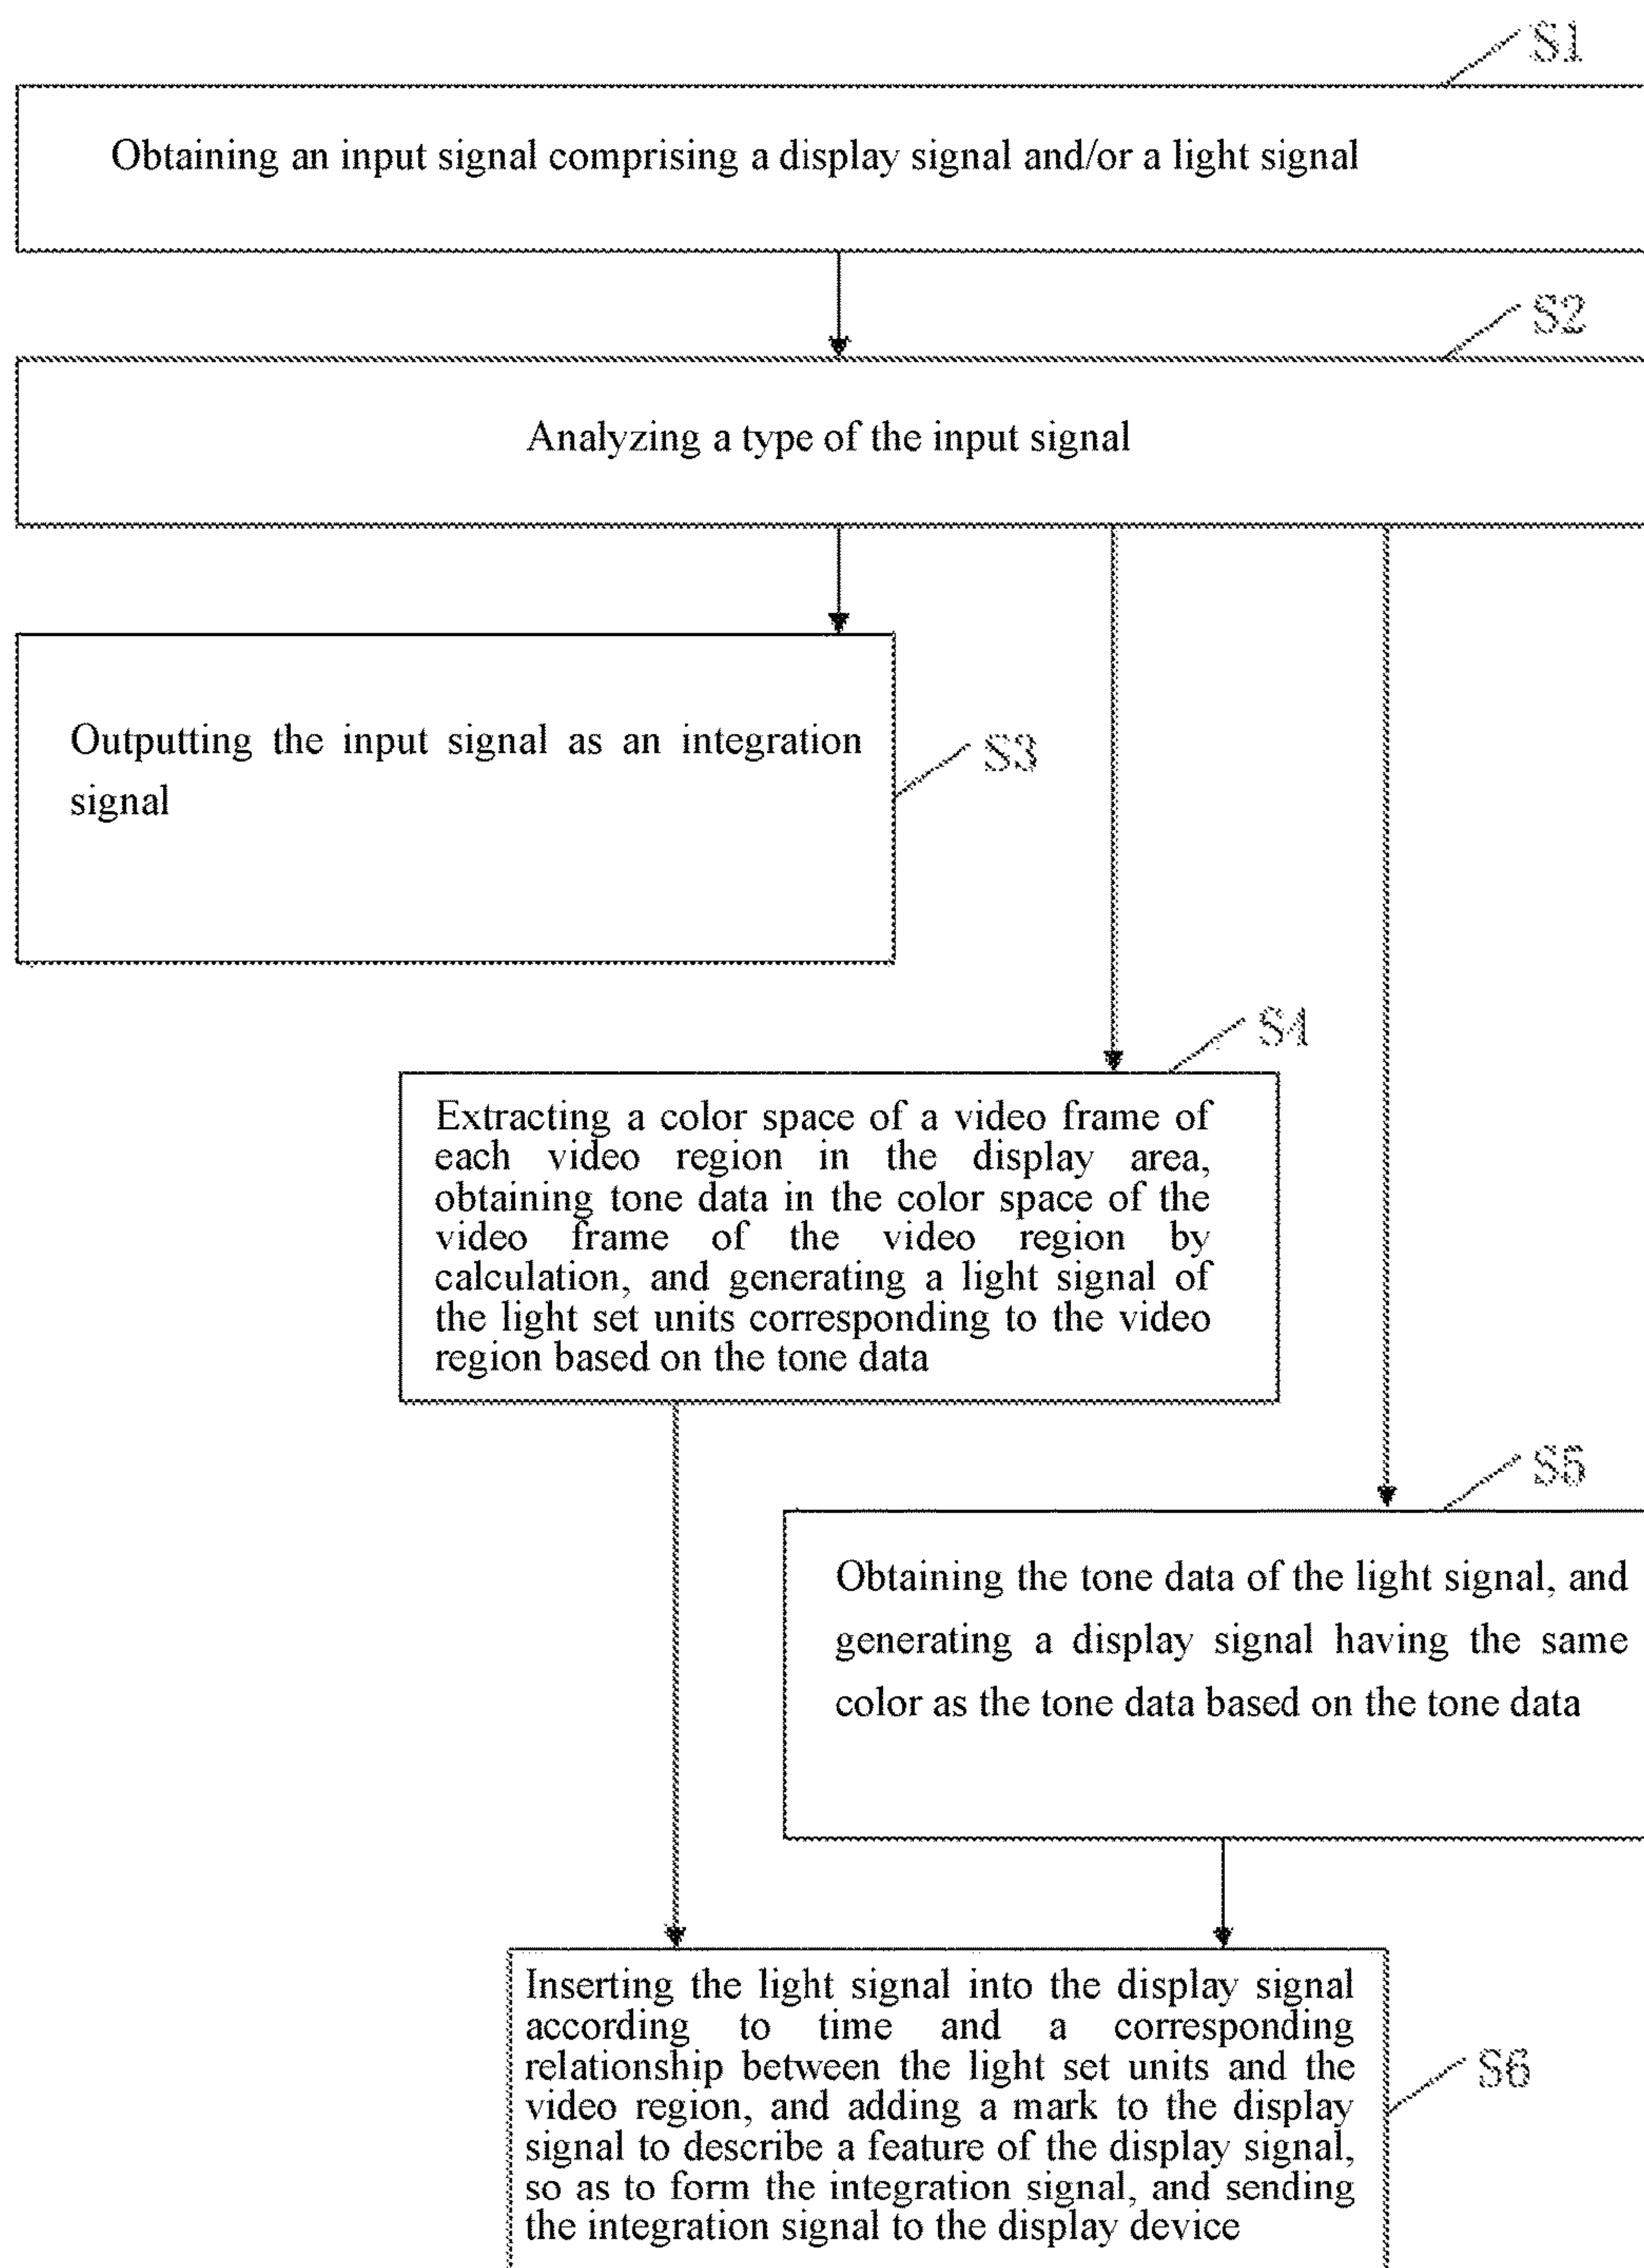 S1
Obtaining an input signal comprising a display signal and/or a light signal
S2
Analyzing a type of the input signal
Outputting the input signal as an integration
signal
S3
S4
Extracting a color space of a video frame of
each video region in the display area,
obtaining tone data in the color space of the
video frame of the video region by
calculation, and generating a light signal of
the light set units corresponding to the video
region based on the tone data
S5
Obtaining the tone data of the light signal, and
generating a display signal having the same
color as the tone data based on the tone data
Inserting the light signal into the display signal
according to time and a corresponding
relationship between the light set units and the
video region, and adding a mark to the display
signal to describe a feature of the display signal,
so as to form the integration signal, and sending
the integration signal to the display device
S6